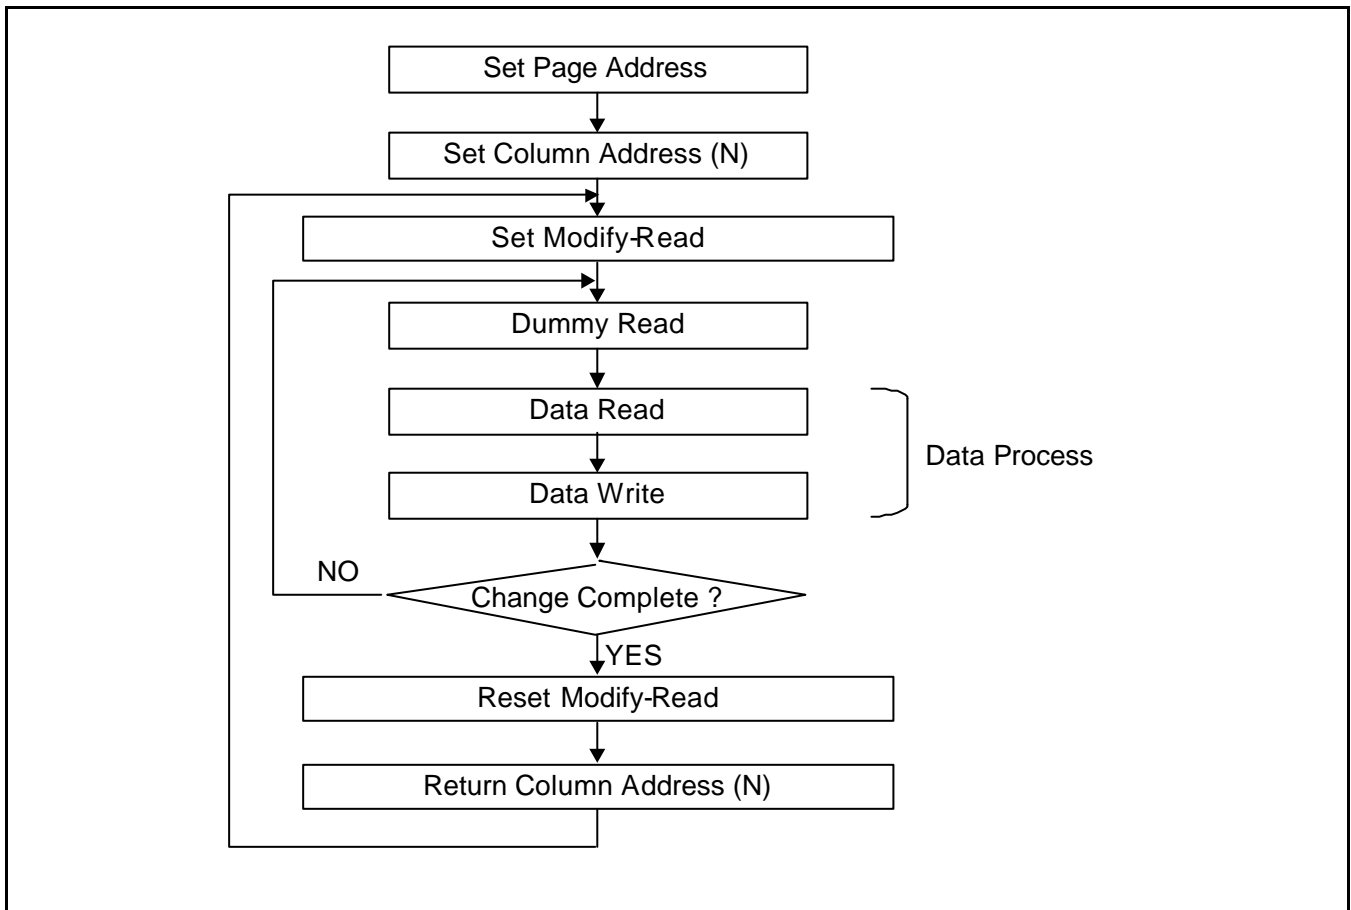 Set Page Address
Set Column Address (N)
Set Modify-Read
Dummy Read
Data Read
Data Process
Data Write
NO
Change Complete ?
YES
Reset Modify-Read
Return Column Address (N)